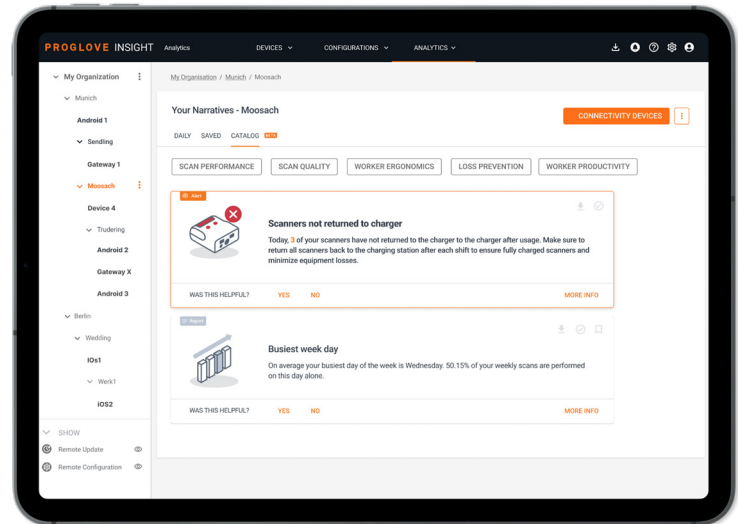 PROGLOVE INSIGHT Analytics DEVICES CONFIGURATIONS ANALYTICS
My Organization
Munich
Android 1
Sending
Gateway 1
Moosach
Device 4
Trudering
Android 2
Gateway X
Android 3
Berlin
Wedding
IOs1
Werk1
iOS2
SHOW
Remote Update
Remote Configuration
My Organisation / Munich / Moosach
Your Narratives - Moosach
CONNECTIVITY DEVICES
DAILY SAVED CATALOG BETA
SCAN PERFORMANCE SCAN QUALITY WORKER ERGONOMICS LOSS PREVENTION WORKER PRODUCTIVITY
Alert
Scanners not returned to charger
Today, 3 of your scanners have not returned to the charger to the charger after usage. Make sure to
return all scanners back to the charging station after each shift to ensure fully charged scanners and
minimize equipment losses.
WAS THIS HELPFUL? YES NO MORE INFO
Report
Busiest week day
On average your busiest day of the week is Wednesday. 50.15% of your weekly scans are performed
on this day alone.
WAS THIS HELPFUL? YES NO MORE INFO